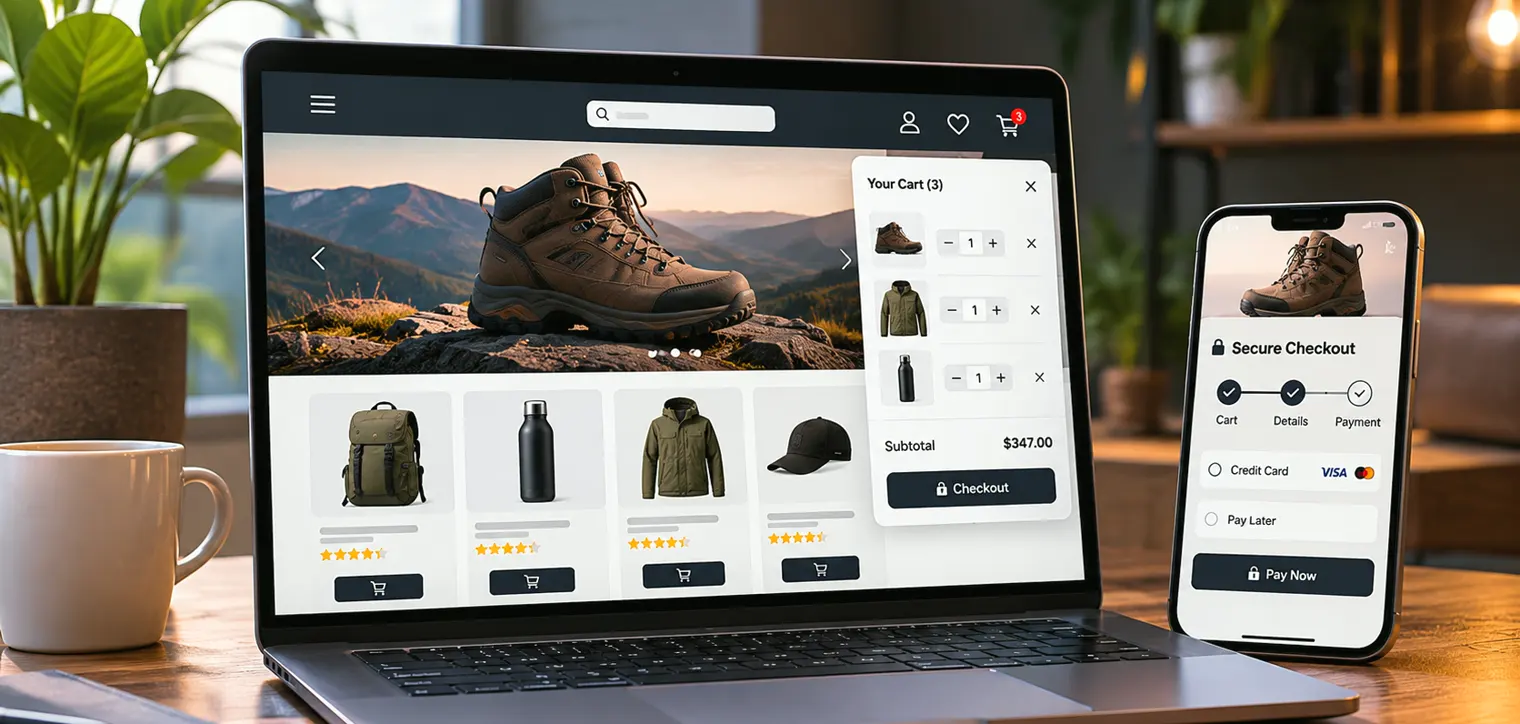 3
Your Cart (3)
1
1
1
Subtotal $347.00
Checkout
Secure Checkout
Cart Details Payment
Credit Card VISA
Pay Later
Pay Now